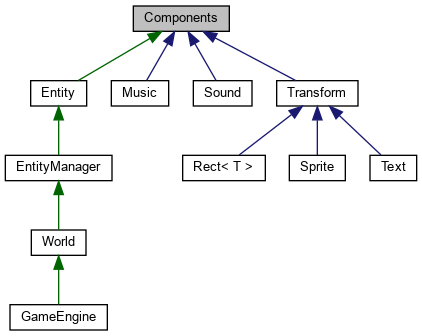 Components
Entity
Music
Sound
Transform
EntityManager
Rect< T >
Sprite
Text
World
GameEngine